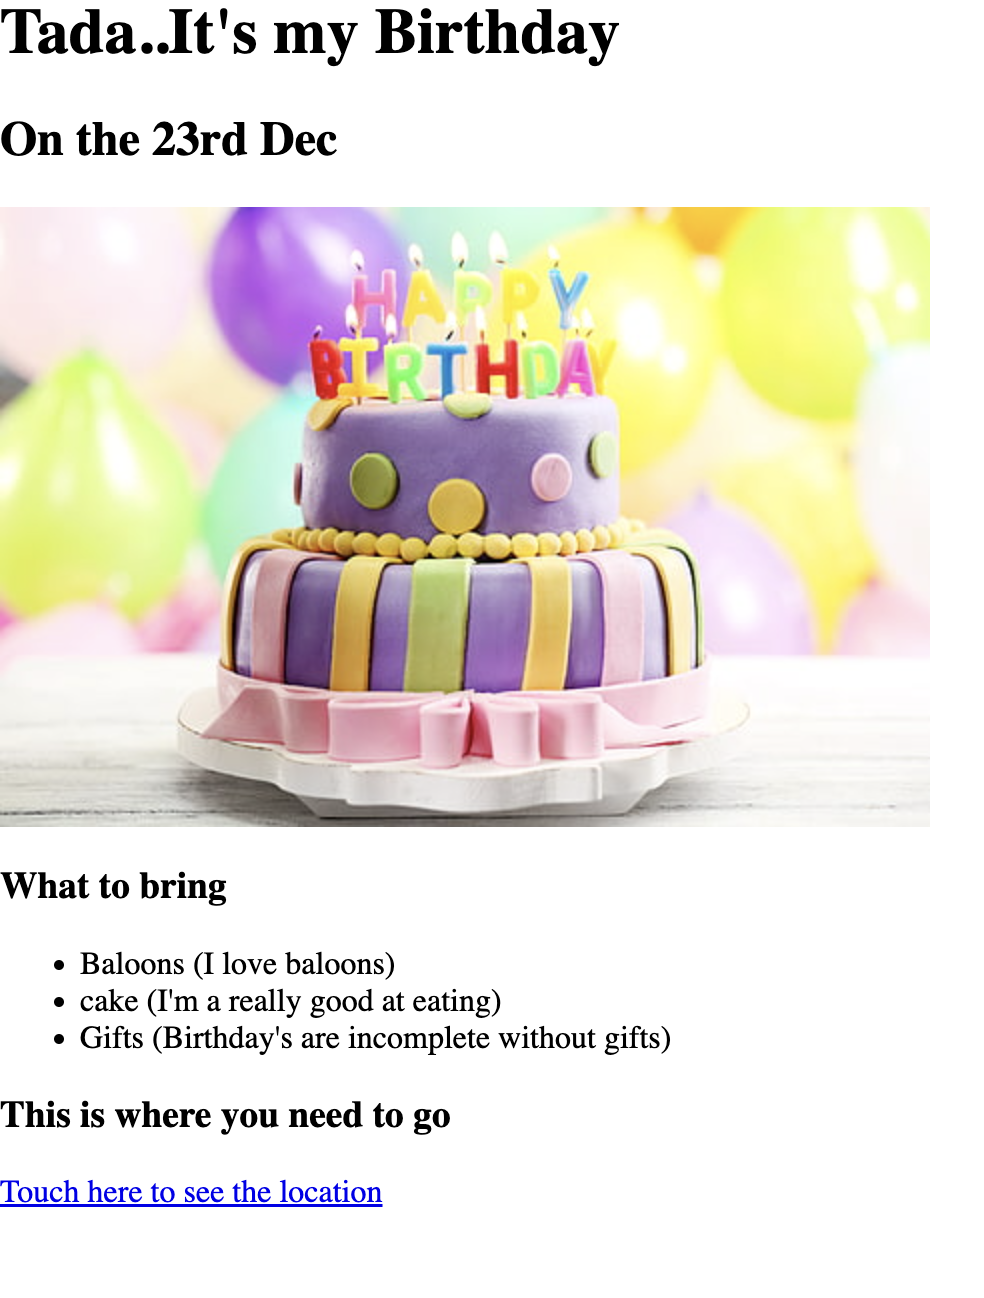 Tada..It's my Birthday
On the 23rd Dec
HAPPY
BIRTHDAY
What to bring
Baloons (I love baloons)
cake (I'm a really good at eating)
Gifts (Birthday's are incomplete without gifts)
This is where you need to go
Touch here to see the location